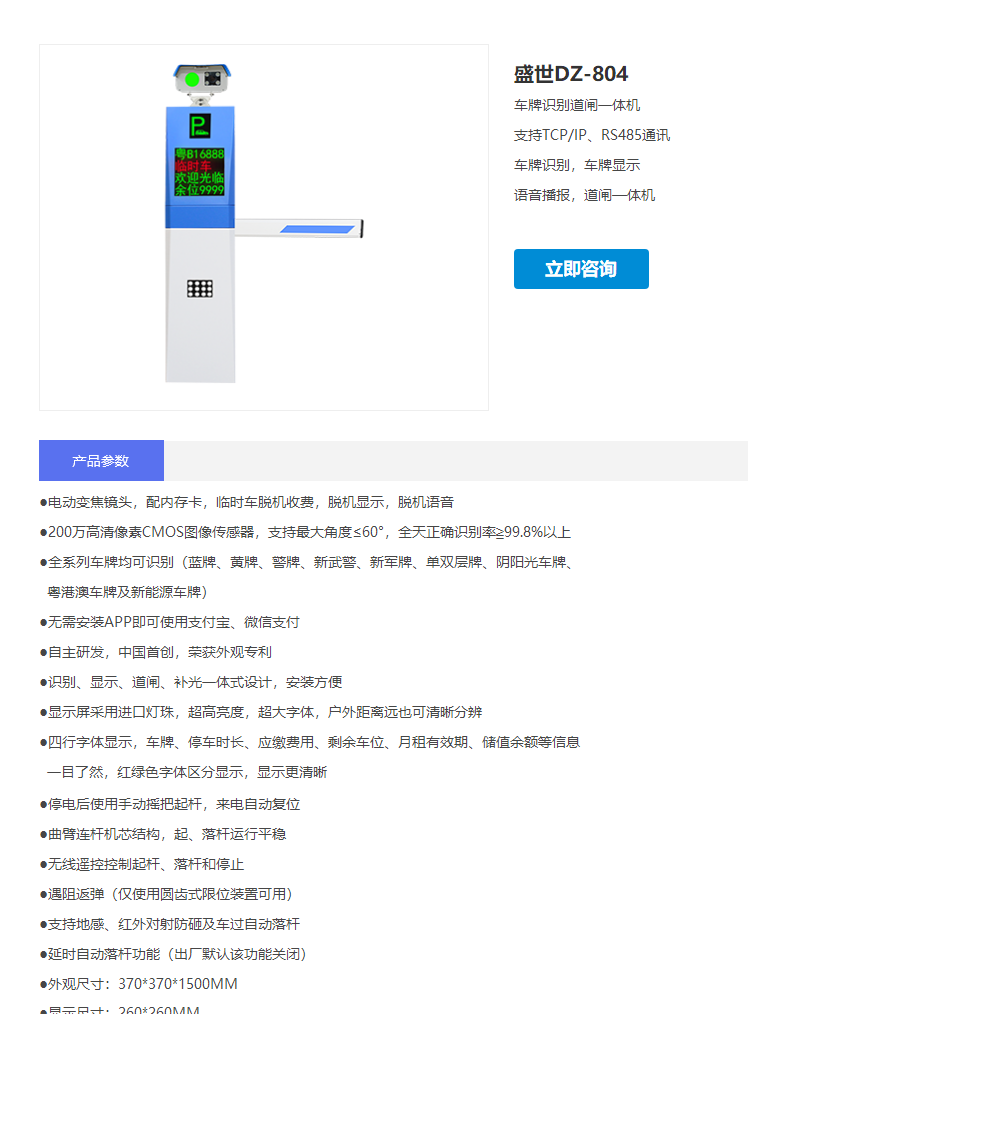 粤B16888
临时车
欢迎光临
余位9999
盛世DZ-804
车牌识别道闸一体机
支持TCP/IP、RS485通讯
车牌识别，车牌显示
语音播报，道闸一体机
立即咨询
产品参数
●电动变焦镜头，配内存卡，临时车脱机收费，脱机显示，脱机语音
●200万高清像素CMOS图像传感器，支持最大角度≤60°，全天正确识别率≥99.8%以上
●全系列车牌均可识别（蓝牌、黄牌、警牌、新武警、新军牌、单双层牌、阴阳光车牌、
粤港澳车牌及新能源车牌）
●无需安装APP即可使用支付宝、微信支付
●自主研发，中国首创，荣获外观专利
●识别、显示、道闸、补光一体式设计，安装方便
●显示屏采用进口灯珠，超高亮度，超大字体，户外距离远也可清晰分辨
●四行字体显示，车牌、停车时长、应缴费用、剩余车位、月租有效期、储值余额等信息
一目了然，红绿色字体区分显示，显示更清晰
●停电后使用手动摇把起杆，来电自动复位
●曲臂连杆机芯结构，起、落杆运行平稳
●无线遥控控制起杆、落杆和停止
●遇阻返弹（仅使用圆齿式限位装置可用）
●支持地感、红外对射防砸及车过自动落杆
●延时自动落杆功能（出厂默认该功能关闭）
●外观尺寸：370*370*1500MM
●显示尺寸：260*260MM